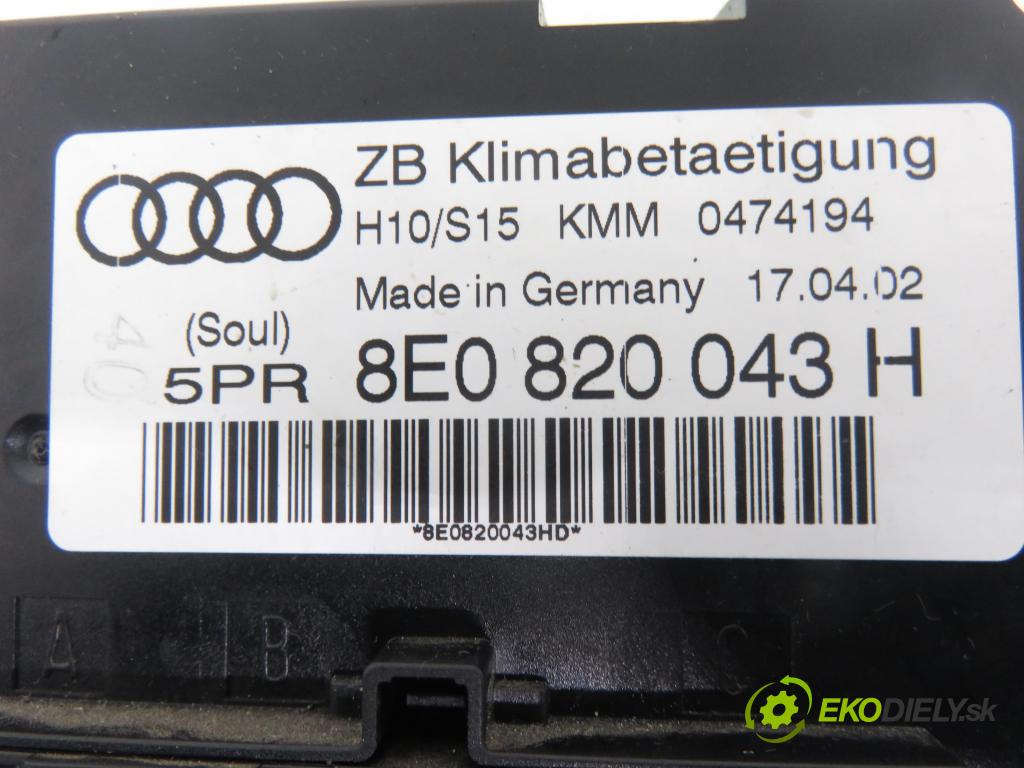 ZB Klimabetaetigung
H10/S15 KMM 0474194
Made in Germany 17.04.02
(Soul)
5PR 8E0 820 043 H
40
*8E0820043HD*
A B C
EKODIELY.sk